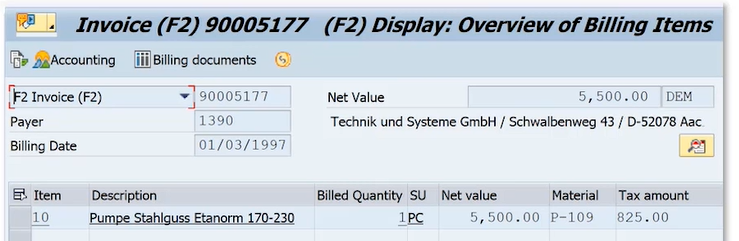 Invoice (F2) 90005177 (F2) Display: Overview of Billing Items
Accounting Billing documents
F2 Invoice (F2) 90005177 Net Value 5,500.00 DEM
Payer 1390 Technik und Systeme GmbH / Schwalbenweg 43 / D-52078 Aac
Billing Date 01/03/1997
Item Description Billed Quantity SU Net value Material Tax amount
10 Pumpe Stahlguss Etanorm 170-230 1 PC 5,500.00 P-109 825.00